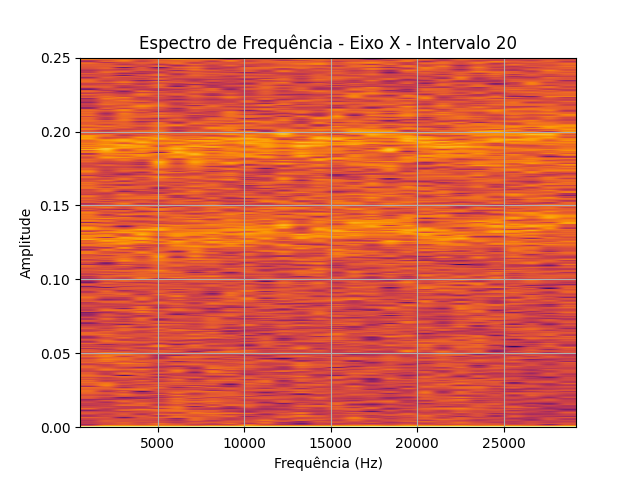 Espectro de Frequência - Eixo X - Intervalo 20
0.25
0.20
0.15
0.10
0.05
0.00
Amplitude
5000 10000 15000 20000 25000
Frequência (Hz)